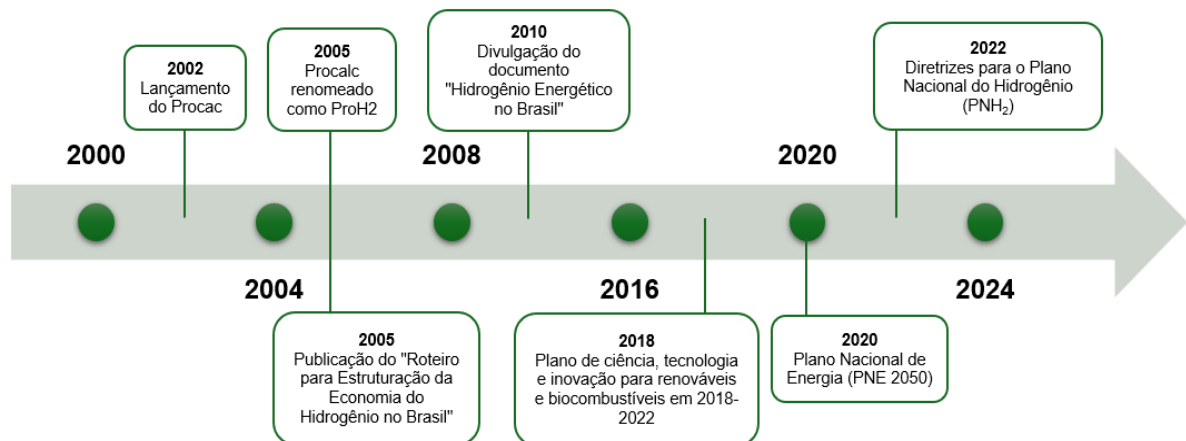 2002
Lançamento
do Procac
2005
Procalc
renomeado
como ProH2
2010
Divulgação do
documento
"Hidrogênio Energético
no Brasil"
2022
Diretrizes para o Plano
Nacional do Hidrogênio
(PNH₂)
2000
2008
2020
2004
2016
2024
2005
Publicação do "Roteiro
para Estruturação da
Economia do
Hidrogênio no Brasil"
2018
Plano de ciência, tecnologia
e inovação para renováveis
e biocombustíveis em 2018-
2022
2020
Plano Nacional de
Energia (PNE 2050)